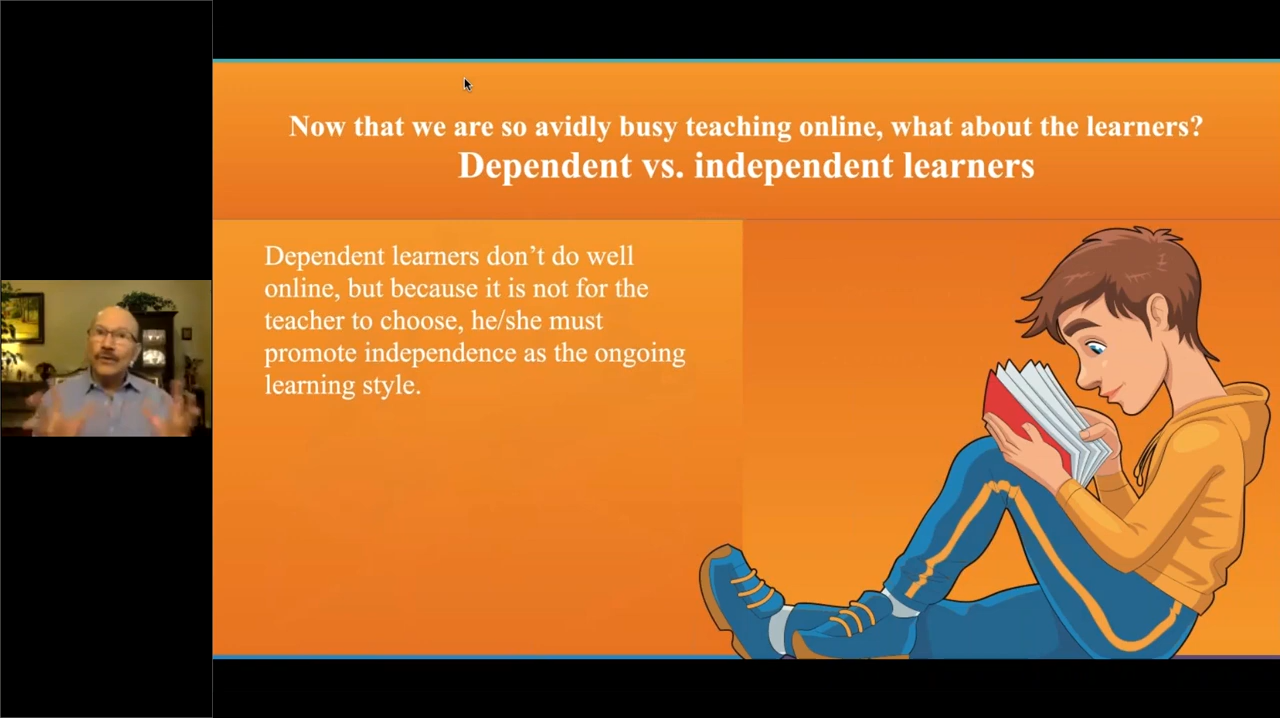 Now that we are so avidly busy teaching online, what about the learners?
Dependent vs. independent learners
Dependent learners don’t do well
online, but because it is not for the
teacher to choose, he/she must
promote independence as the ongoing
learning style.